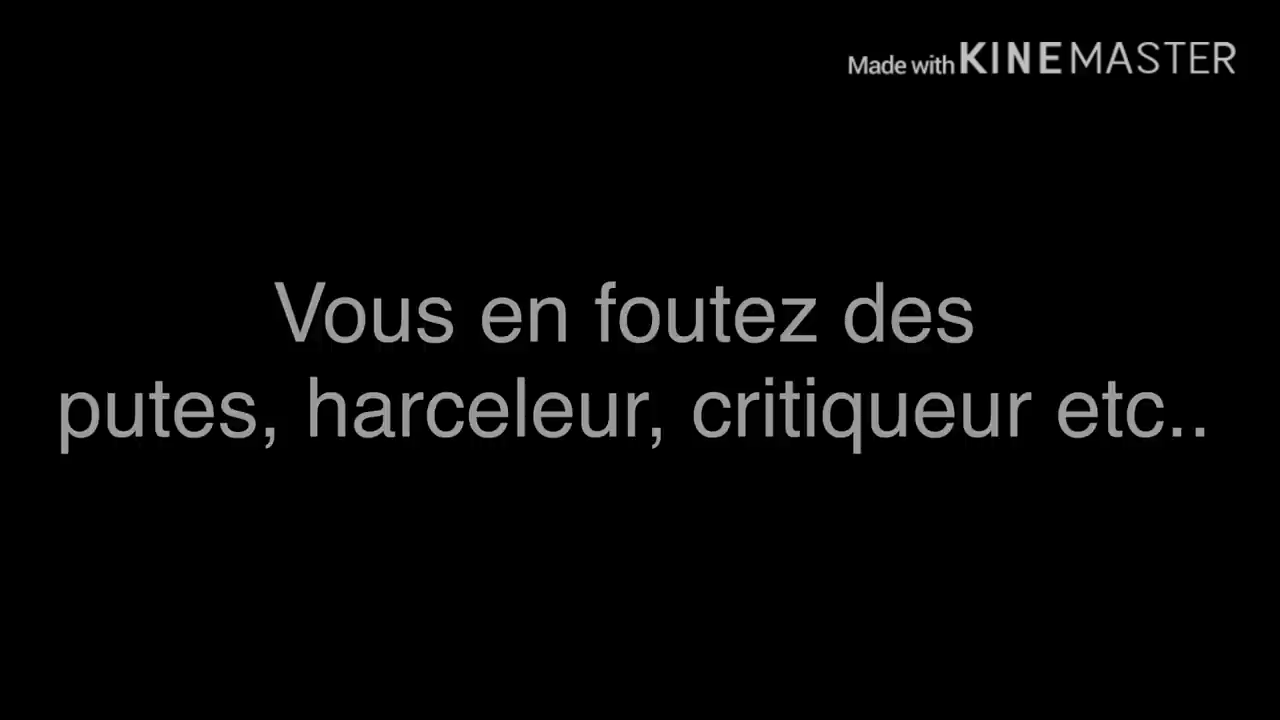 Made with KINEMASTER
Vous en foutez des
putes, harceleur, critiqueur etc..